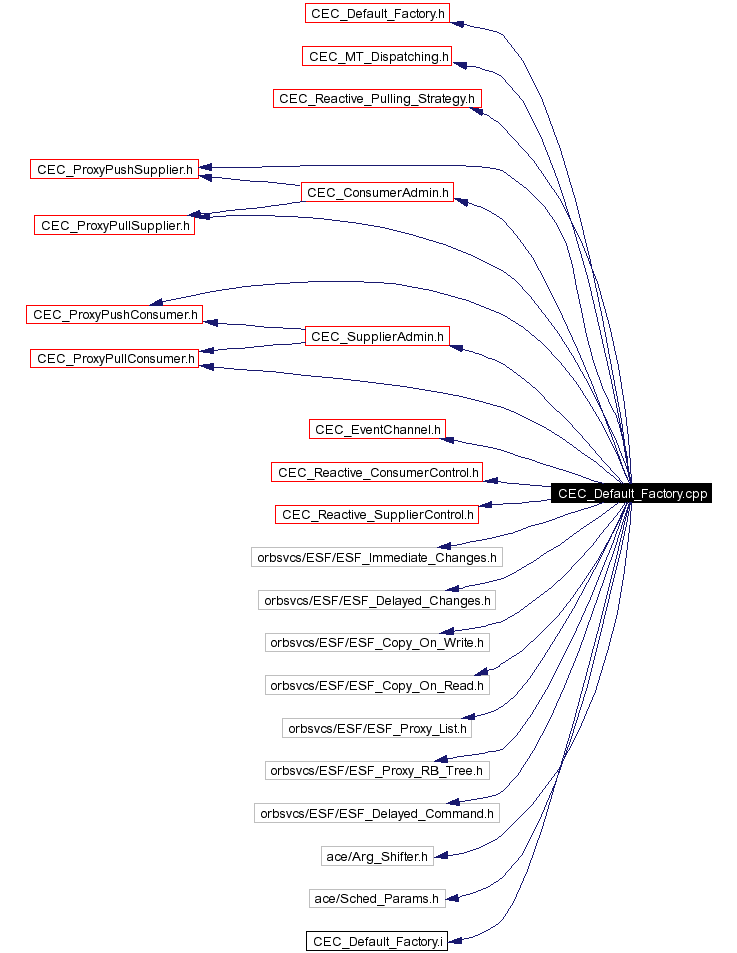 CEC_Default_Factory.h
CEC_MT_Dispatching.h
CEC_Reactive_Pulling_Strategy.h
CEC_ProxyPushSupplier.h
CEC_ConsumerAdmin.h
CEC_ProxyPullSupplier.h
CEC_ProxyPushConsumer.h
CEC_SupplierAdmin.h
CEC_ProxyPullConsumer.h
CEC_EventChannel.h
CEC_Reactive_ConsumerControl.h
CEC_Default_Factory.cpp
CEC_Reactive_SupplierControl.h
orbsvcs/ESF/ESF_Immediate_Changes.h
orbsvcs/ESF/ESF_Delayed_Changes.h
orbsvcs/ESF/ESF_Copy_On_Write.h
orbsvcs/ESF/ESF_Copy_On_Read.h
orbsvcs/ESF/ESF_Proxy_List.h
orbsvcs/ESF/ESF_Proxy_RB_Tree.h
orbsvcs/ESF/ESF_Delayed_Command.h
ace/Arg_Shifter.h
ace/Sched_Params.h
CEC_Default_Factory.i